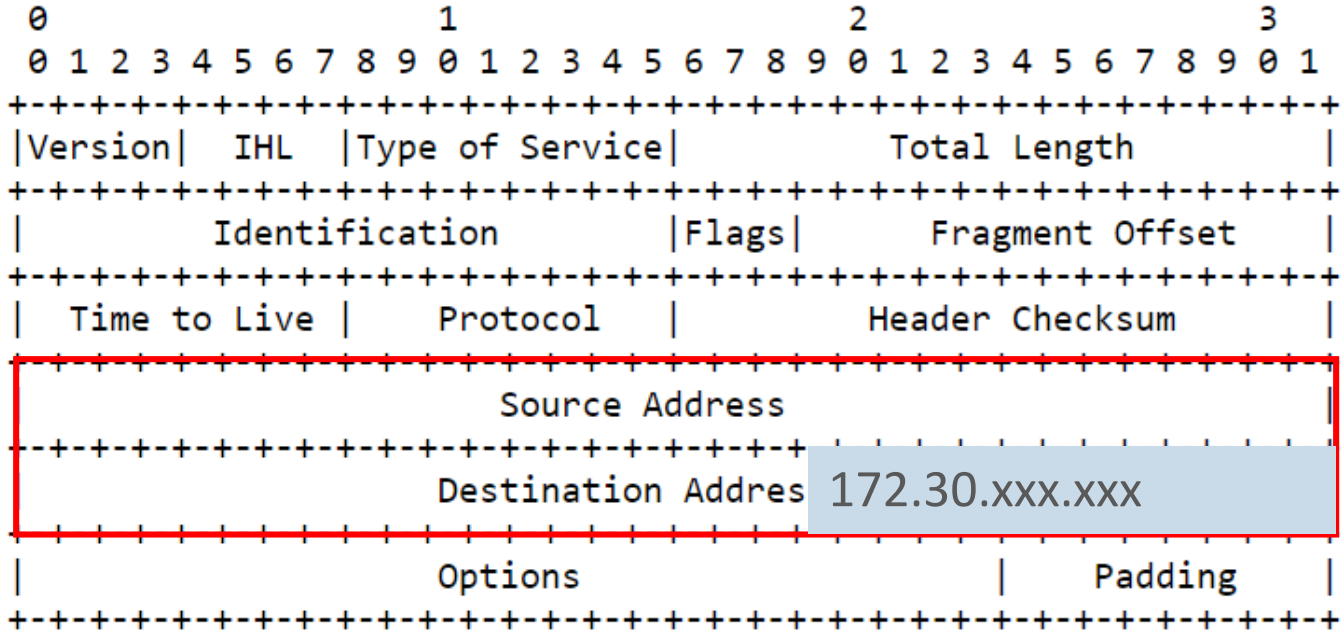 0 1 2 3
0 1 2 3 4 5 6 7 8 9 0 1 2 3 4 5 6 7 8 9 0 1 2 3 4 5 6 7 8 9 0 1
+-+-+-+-+-+-+-+-+-+-+-+-+-+-+-+-+-+-+-+-+-+-+-+-+-+-+-+-+-+-+-+-+
|Version| IHL |Type of Service| Total Length |
+-+-+-+-+-+-+-+-+-+-+-+-+-+-+-+-+-+-+-+-+-+-+-+-+-+-+-+-+-+-+-+-+
| Identification |Flags| Fragment Offset |
+-+-+-+-+-+-+-+-+-+-+-+-+-+-+-+-+-+-+-+-+-+-+-+-+-+-+-+-+-+-+-+-+
| Time to Live | Protocol | Header Checksum |
+-+-+-+-+-+-+-+-+-+-+-+-+-+-+-+-+-+-+-+-+-+-+-+-+-+-+-+-+-+-+-+-+
Source Address |
+-+-+-+-+-+-+-+-+-+-+-+-+-+-+-+-+-+-+-+
Destination Addres 172.30.xxx.xxx
+-+-+-+-+-+-+-+-+-+-+-+-+-+-+-+-+-+-+-+-+-+-+-+-+-+-+-+-+-+-+-+-+
| Options | Padding |
+-+-+-+-+-+-+-+-+-+-+-+-+-+-+-+-+-+-+-+-+-+-+-+-+-+-+-+-+-+-+-+-+